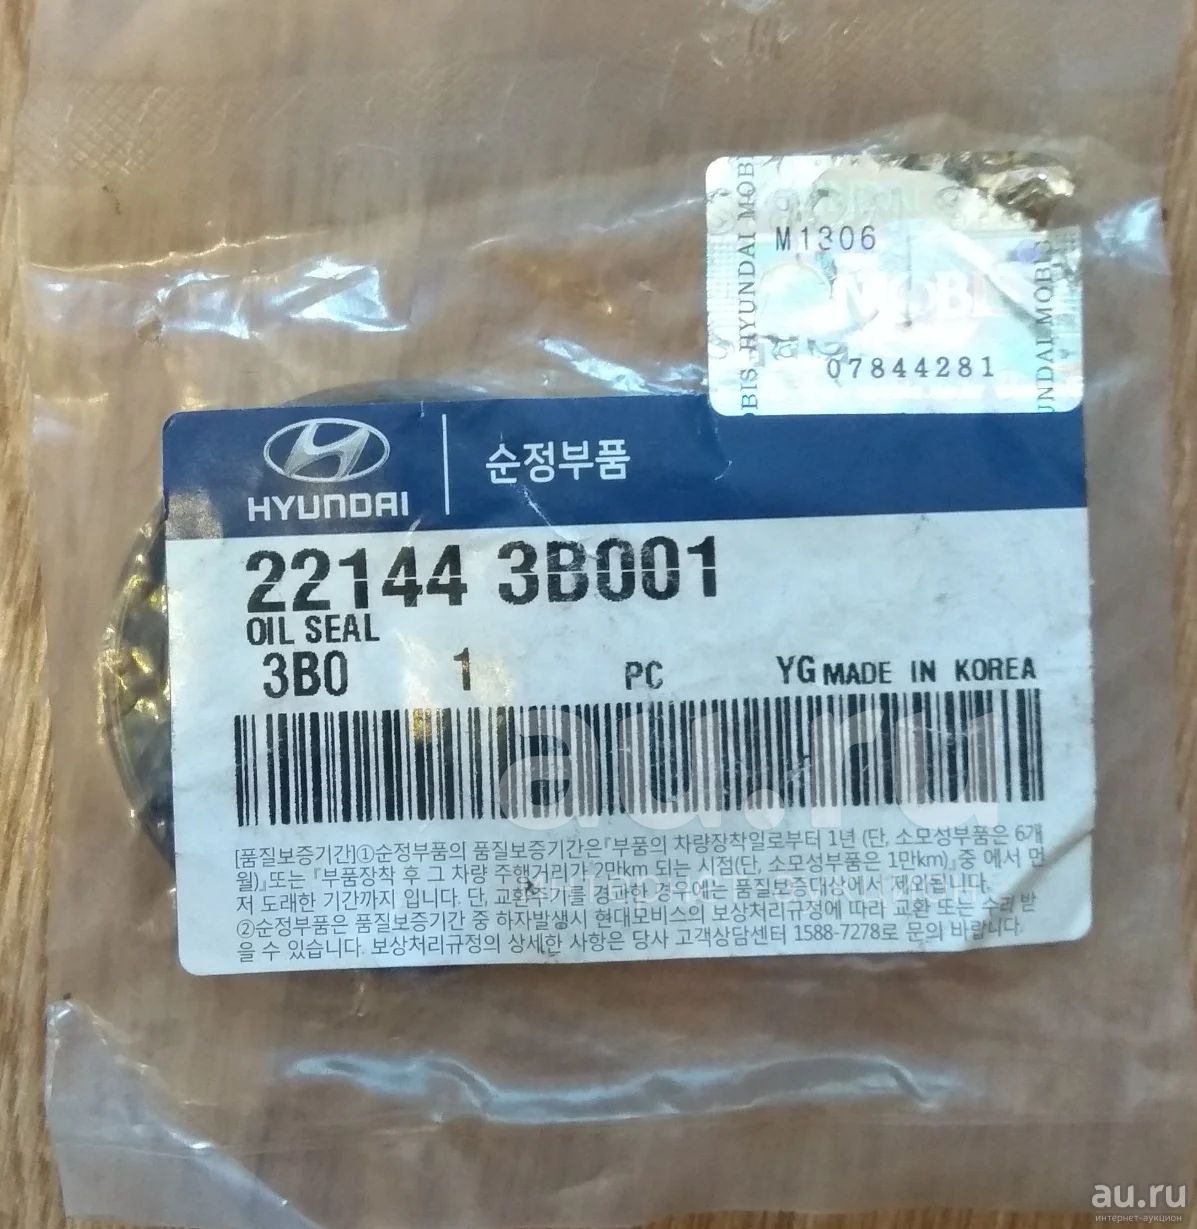 M1306
HYUNDAI MOBIS
MOBIS
07844281
HYUNDAI
순정부품
22144 3B001
OIL SEAL
3B0 1 PC YG MADE IN KOREA
au.ru
[품질보증기간]①순정부품의 품질보증기간은『부품의 차량장착일로부터 1년 (단, 소모성부품은 6개
월)』또는 『부품장착 후 그 차량 주행거리가 2만km 되는 시점(단, 소모성부품은 1만km)』중 에서 먼
저 도래한 기간까지 입니다. 단, 교환주기를 경과한 경우에는 품질보증대상에서 제외됩니다.
②순정부품은 품질보증기간 중 하자발생시 현대모비스의 보상처리규정에 따라 교환 또는 수리 받
을 수 있습니다. 보상처리규정의 상세한 사항은 당사 고객상담센터 1588-7278로 문의 바랍니다.
au.ru
интернет-аукцион